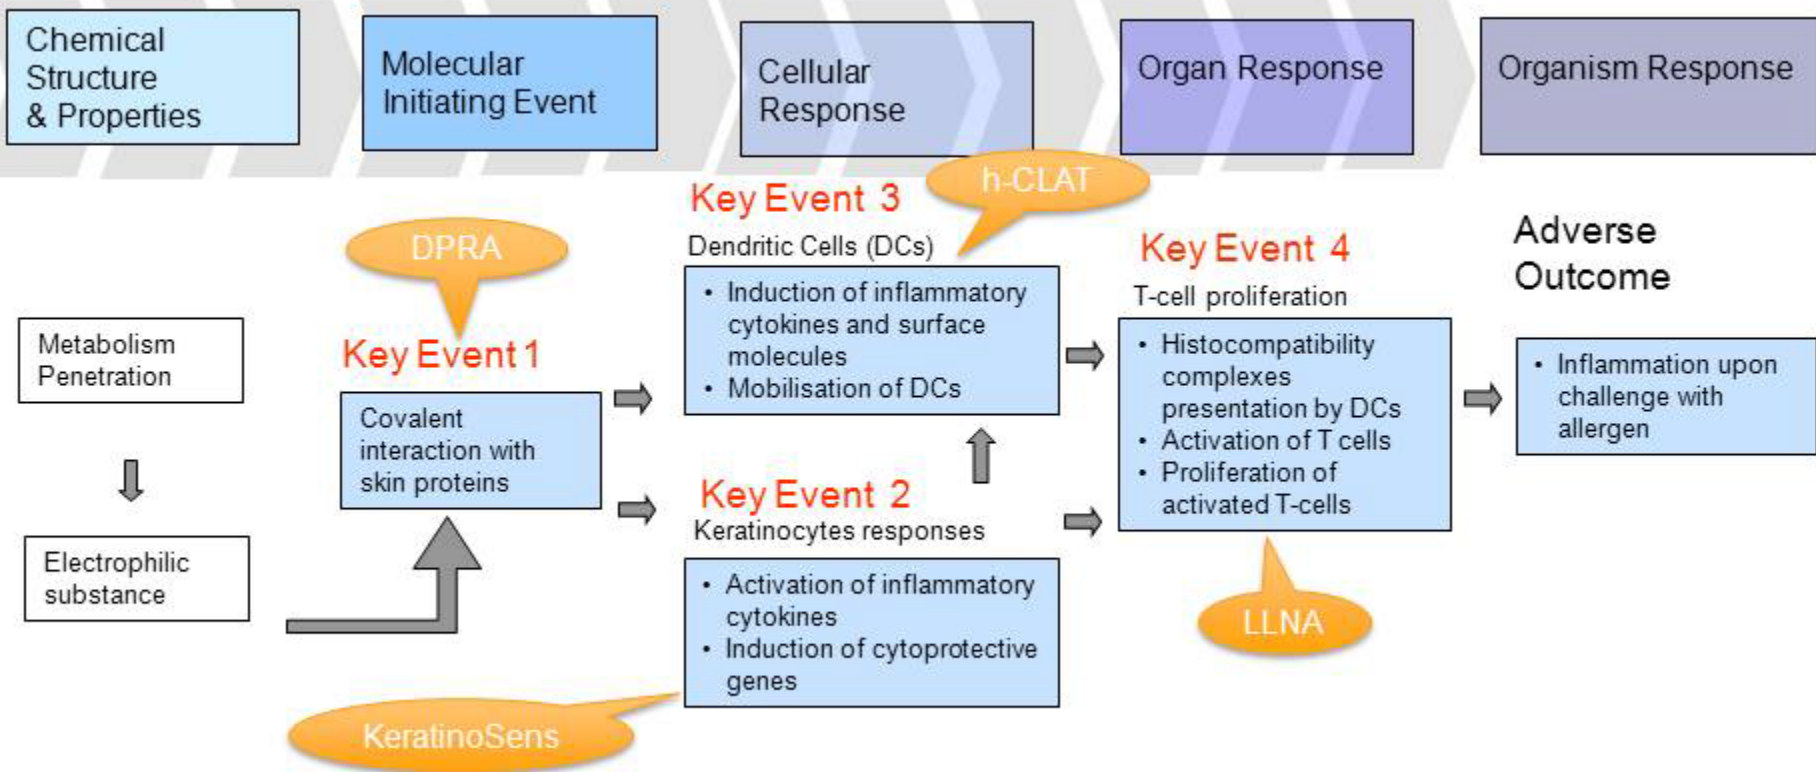 Chemical
Structure
& Properties
Molecular
Initiating Event
Cellular
Response
Organ Response
Organism Response
Metabolism
Penetration
Electrophilic
substance
DPRA
Key Event 1
Covalent
interaction with
skin proteins
h-CLAT
Key Event 3
Dendritic Cells (DCs)
• Induction of inflammatory
cytokines and surface
molecules
• Mobilisation of DCs
Key Event 2
Keratinocytes responses
• Activation of inflammatory
cytokines
• Induction of cytoprotective
genes
KeratinoSens
Key Event 4
T-cell proliferation
• Histocompatibility
complexes
presentation by DCs
• Activation of T cells
• Proliferation of
activated T-cells
LLNA
Adverse
Outcome
• Inflammation upon
challenge with
allergen